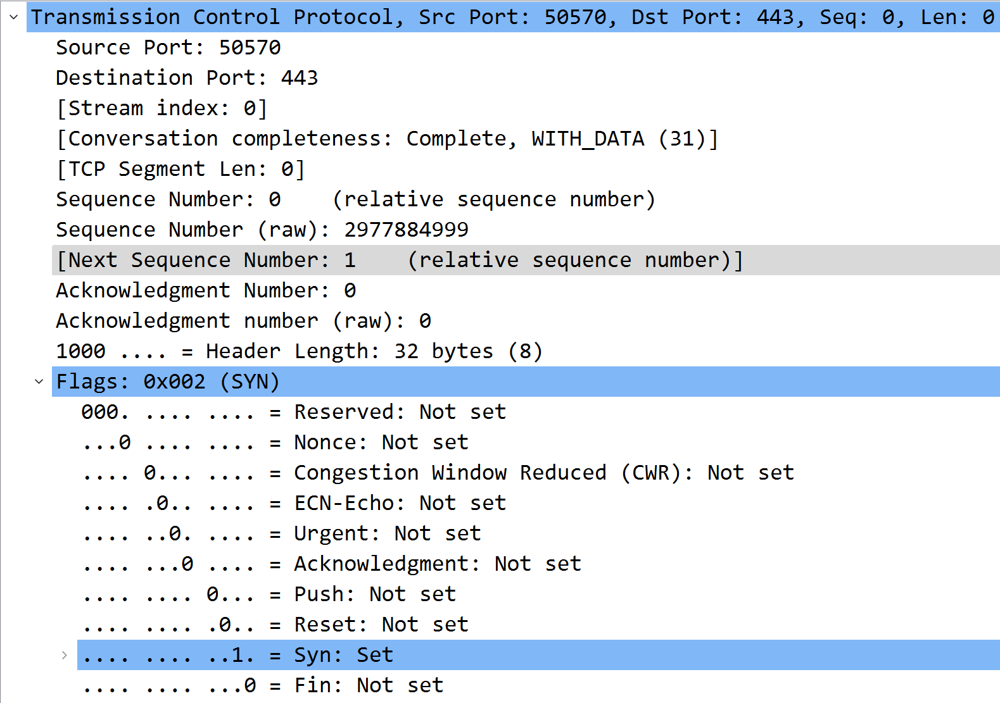 Transmission Control Protocol, Src Port: 50570, Dst Port: 443, Seq: 0, Len: 0
Source Port: 50570
Destination Port: 443
[Stream index: 0]
[Conversation completeness: Complete, WITH_DATA (31)]
[TCP Segment Len: 0]
Sequence Number: 0    (relative sequence number)
Sequence Number (raw): 2977884999
[Next Sequence Number: 1    (relative sequence number)]
Acknowledgment Number: 0
Acknowledgment number (raw): 0
1000 .... = Header Length: 32 bytes (8)
Flags: 0x002 (SYN)
000. .... .... = Reserved: Not set
...0 .... .... = Nonce: Not set
.... 0... .... = Congestion Window Reduced (CWR): Not set
.... .0.. .... = ECN-Echo: Not set
.... ..0. .... = Urgent: Not set
.... ...0 .... = Acknowledgment: Not set
.... .... 0... = Push: Not set
.... .... .0.. = Reset: Not set
.... .... ..1. = Syn: Set
.... .... ...0 = Fin: Not set